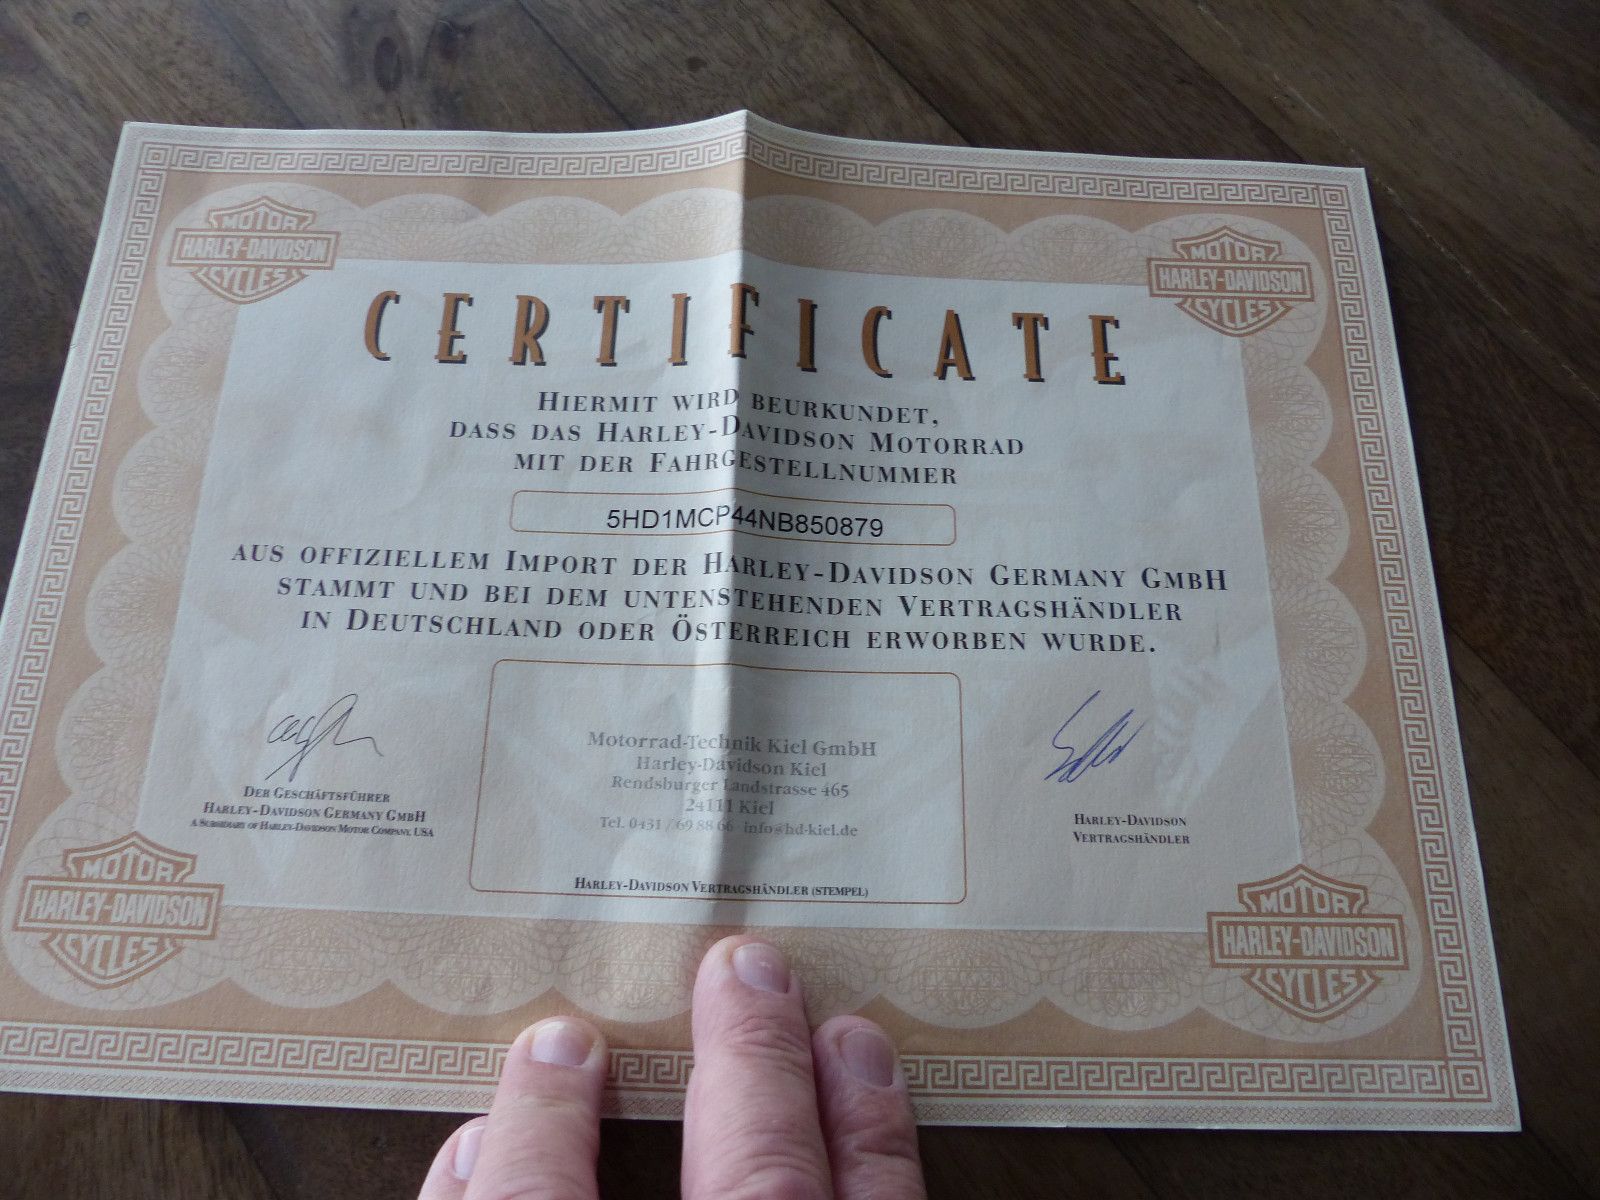 MOTOR
HARLEY-DAVIDSON
CYCLES
MOTOR
HARLEY-DAVIDSON
CYCLES
CERTIFICATE
HIERMIT WIRD BEURKUNDET,
DASS DAS HARLEY-DAVIDSON MOTORRAD
MIT DER FAHRGESTELLNUMMER
5HD1MCP44NB850879
AUS OFFIZIELLEM IMPORT DER HARLEY-DAVIDSON GERMANY GMBH
STAMMT UND BEI DEM UNTENSTEHENDEN VERTRAGSHÄNDLER
IN DEUTSCHLAND ODER ÖSTERREICH ERWORBEN WURDE.
DER GESCHÄFTSFÜHRER
HARLEY-DAVIDSON GERMANY GMBH
A SUBSIDIARY OF HARLEY-DAVIDSON MOTOR COMPANY, USA
Motorrad-Technik Kiel GmbH
Harley-Davidson Kiel
Rendsburger Landstrasse 465
24111 Kiel
Tel. 0431 / 69 88 66 info@hd-kiel.de
HARLEY-DAVIDSON VERTRAGSHÄNDLER (STEMPEL)
HARLEY-DAVIDSON
VERTRAGSHÄNDLER
MOTOR
HARLEY-DAVIDSON
CYCLES
MOTOR
HARLEY-DAVIDSON
CYCLES